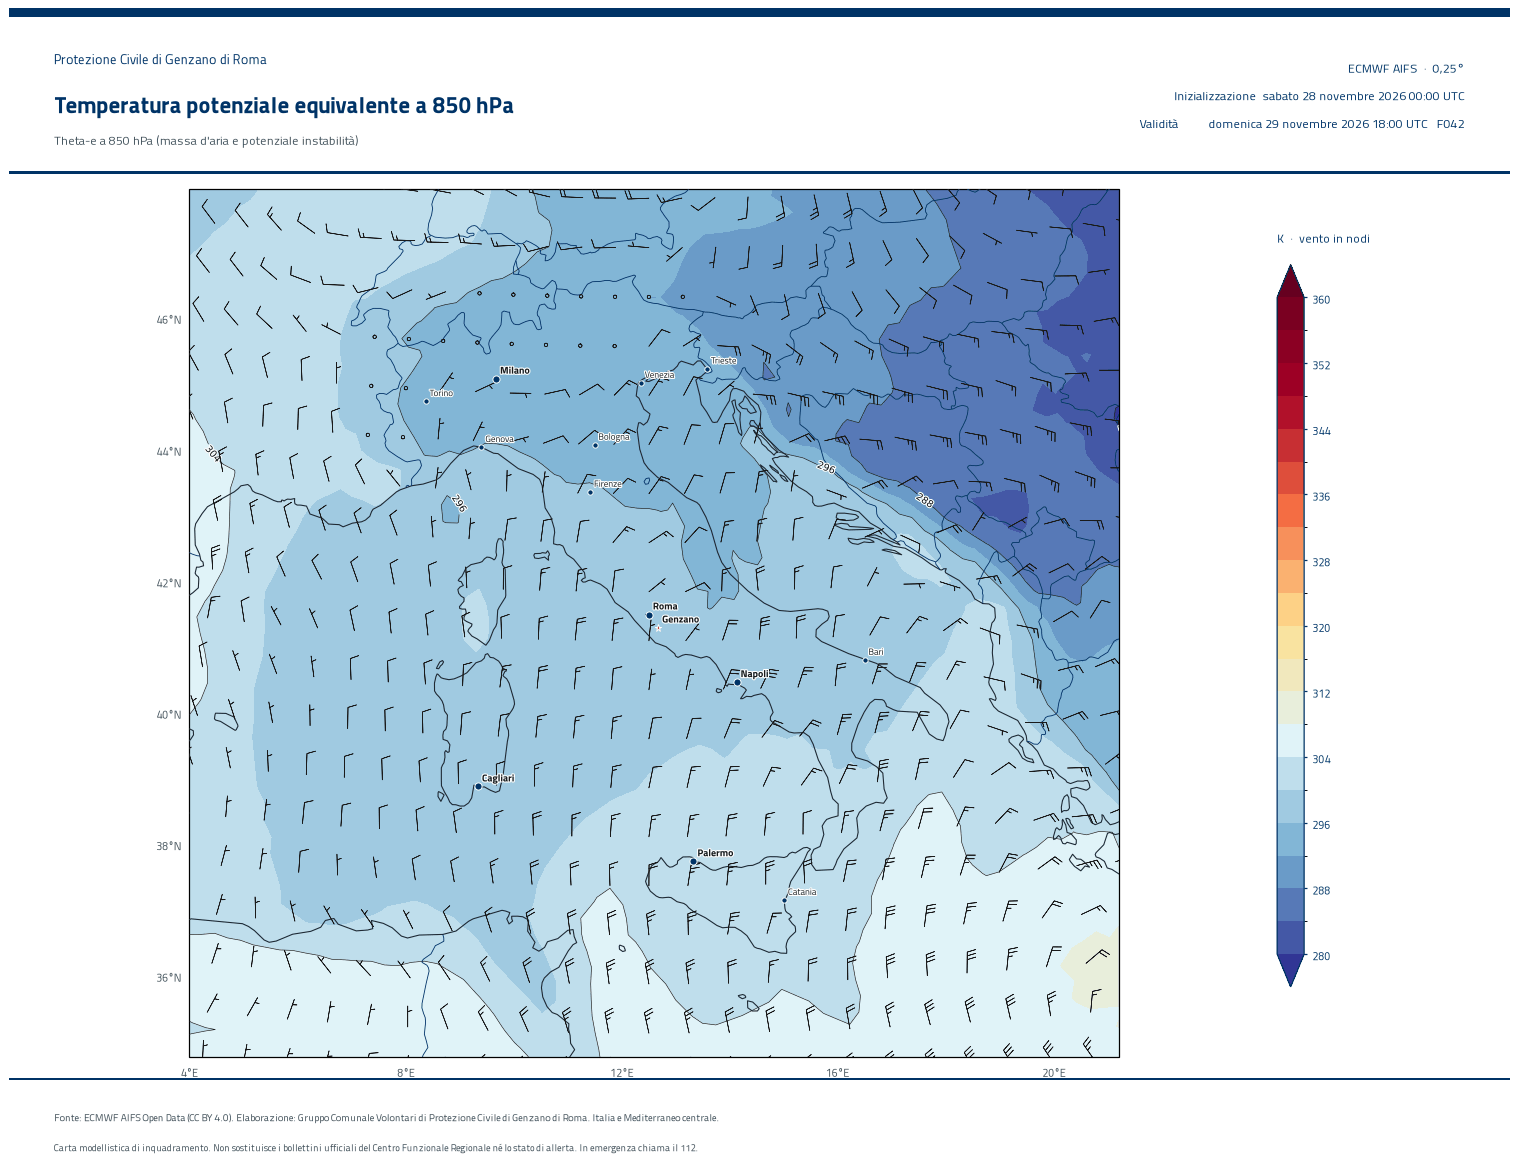 Protezione Civile di Genzano di Roma
Temperatura potenziale equivalente a 850 hPa
Theta-e a 850 hPa (massa d'aria e potenziale instabilità)
ECMWF AIFS · 0,25°
Inizializzazione sabato 28 novembre 2026 00:00 UTC
Validità domenica 29 novembre 2026 18:00 UTC F042
K · vento in nodi
360
352
344
336
328
320
312
304
296
288
280
46°N
44°N
42°N
40°N
38°N
36°N
4°E
8°E
12°E
16°E
20°E
Trieste
Milano
Venezia
Torino
Genova
Bologna
Firenze
304
296
296
288
Roma
Genzano
Bari
Napoli
Cagliari
Palermo
Catania
Fonte: ECMWF AIFS Open Data (CC BY 4.0). Elaborazione: Gruppo Comunale Volontari di Protezione Civile di Genzano di Roma. Italia e Mediterraneo centrale.
Carta modellistica di inquadramento. Non sostituisce i bollettini ufficiali del Centro Funzionale Regionale né lo stato di allerta. In emergenza chiama il 112.